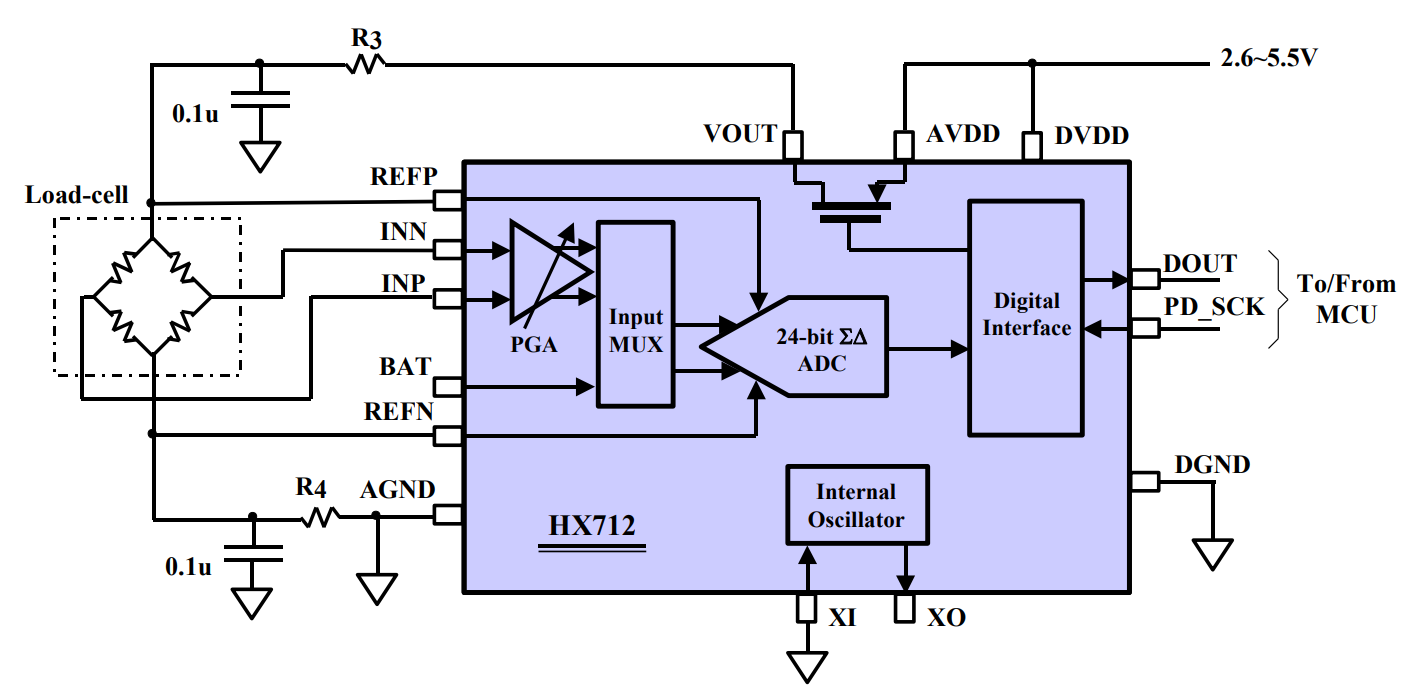 R3
2.6~5.5V
0.1u
VOUT
AVDD
DVDD
REFP
Load-cell
INN
INP
DOUT
PD_SCK
To/From
MCU
Digital
Interface
Input
MUX
PGA
24-bit ΣΔ
ADC
BAT
REFN
R4
AGND
DGND
Internal
Oscillator
HX712
0.1u
XI
XO